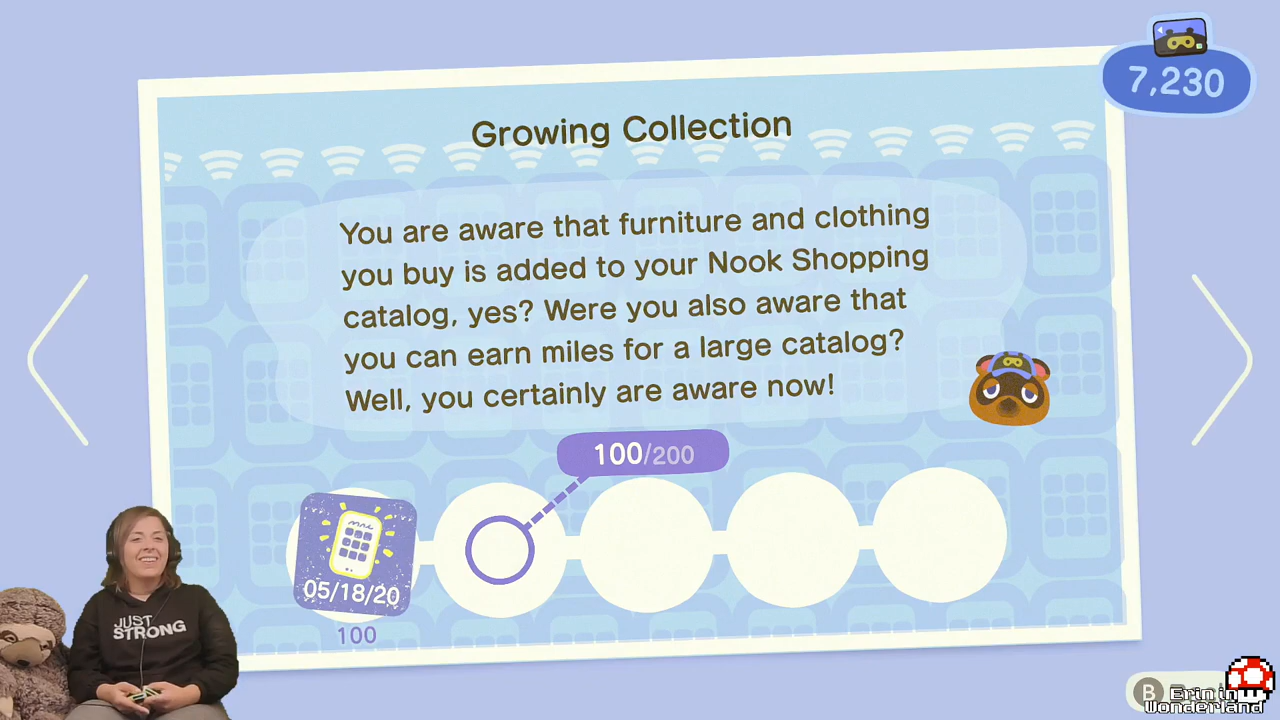 7,230
Growing Collection
You are aware that furniture and clothing
you buy is added to your Nook Shopping
catalog, yes? Were you also aware that
you can earn miles for a large catalog?
Well, you certainly are aware now!
100/200
05/18/20
100
JUST
STRONG
B
Erin in
Wonderland